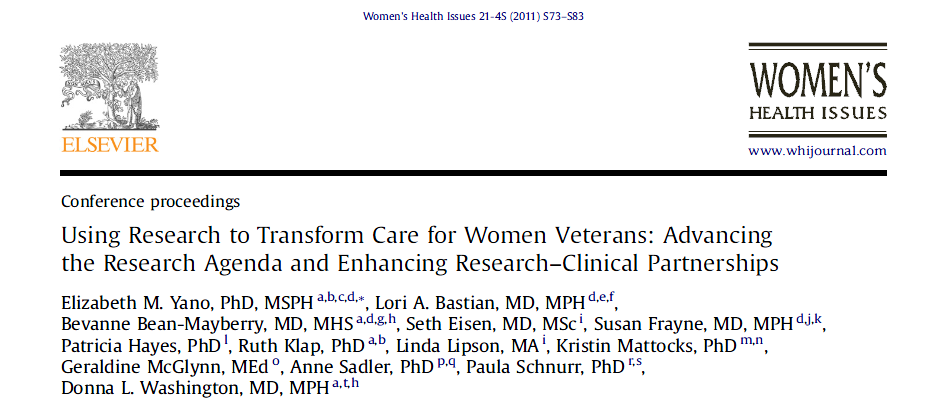 Women's Health Issues 21-4S (2011) S73–S83
ELSEVIER
WOMEN'S
HEALTH ISSUES
www.whijournal.com
Conference proceedings
Using Research to Transform Care for Women Veterans: Advancing
the Research Agenda and Enhancing Research–Clinical Partnerships
Elizabeth M. Yano, PhD, MSPH a,b,c,d,*, Lori A. Bastian, MD, MPH d,e,f,
Bevanne Bean-Mayberry, MD, MHS a,d,g,h, Seth Eisen, MD, MSc i, Susan Frayne, MD, MPH d,j,k,
Patricia Hayes, PhD l, Ruth Klap, PhD a,b, Linda Lipson, MA i, Kristin Mattocks, PhD m,n,
Geraldine McGlynn, MEd o, Anne Sadler, PhD p,q, Paula Schnurr, PhD r,s,
Donna L. Washington, MD, MPH a,t,h